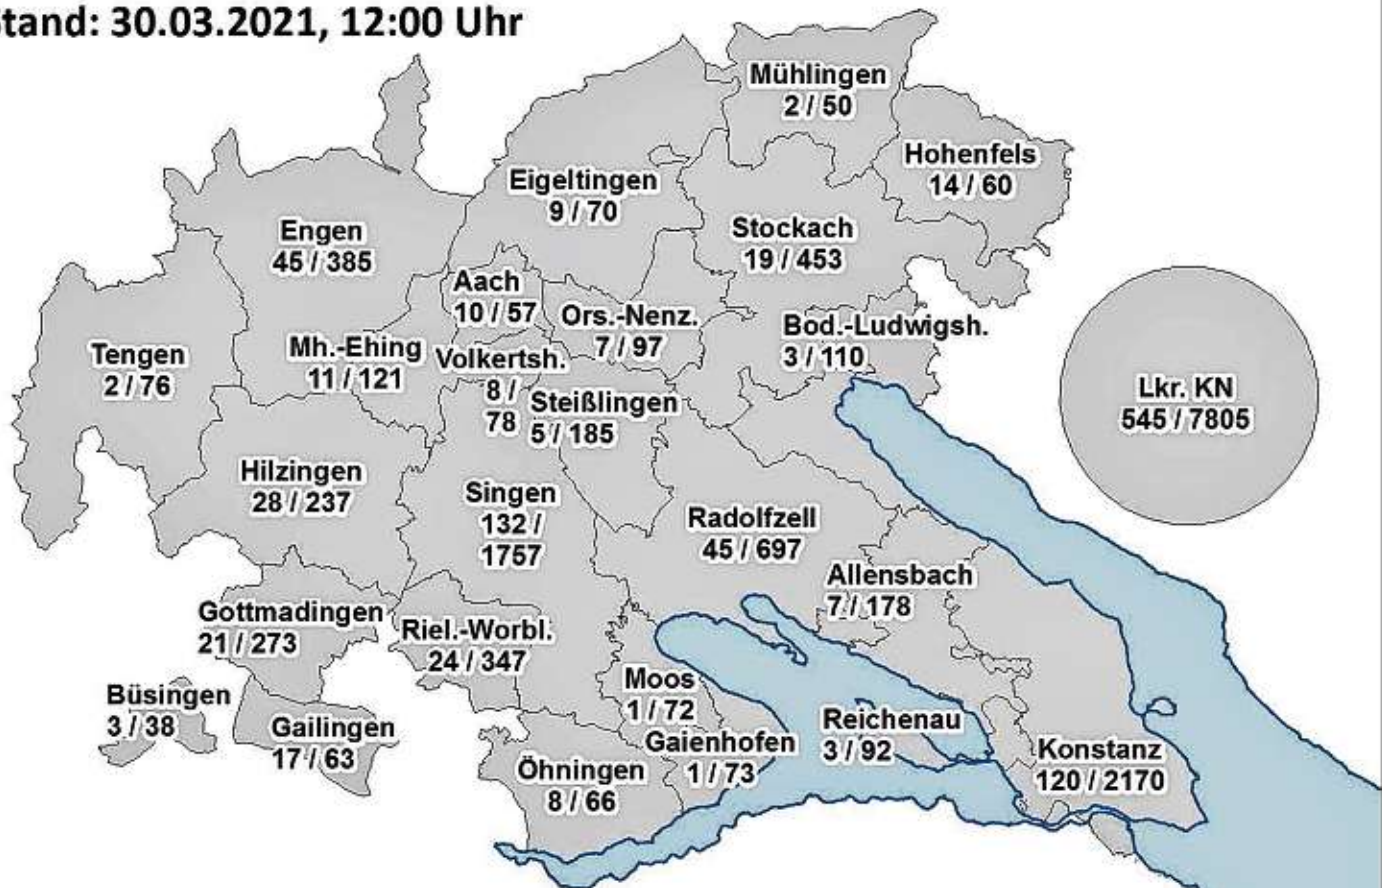 Stand: 30.03.2021, 12:00 Uhr
Mühlingen
2 / 50
Hohenfels
14 / 60
Eigeltingen
9 / 70
Stockach
19 / 453
Engen
45 / 385
Aach
10 / 57
Ors.-Nenz.
7 / 97
Bod.-Ludwigsh.
3 / 110
Tengen
2 / 76
Mh.-Ehing
11 / 121
Volkertsh.
8 /
78
Steißlingen
5 / 185
Lkr. KN
545 / 7805
Hilzingen
28 / 237
Singen
132 /
1757
Radolfzell
45 / 697
Allensbach
7 / 178
Gottmadingen
21 / 273
Riel.-Worbl.
24 / 347
Büsingen
3 / 38
Gailingen
17 / 63
Moos
1 / 72
Gaienhofen
1 / 73
Reichenau
3 / 92
Konstanz
120 / 2170
Öhningen
8 / 66